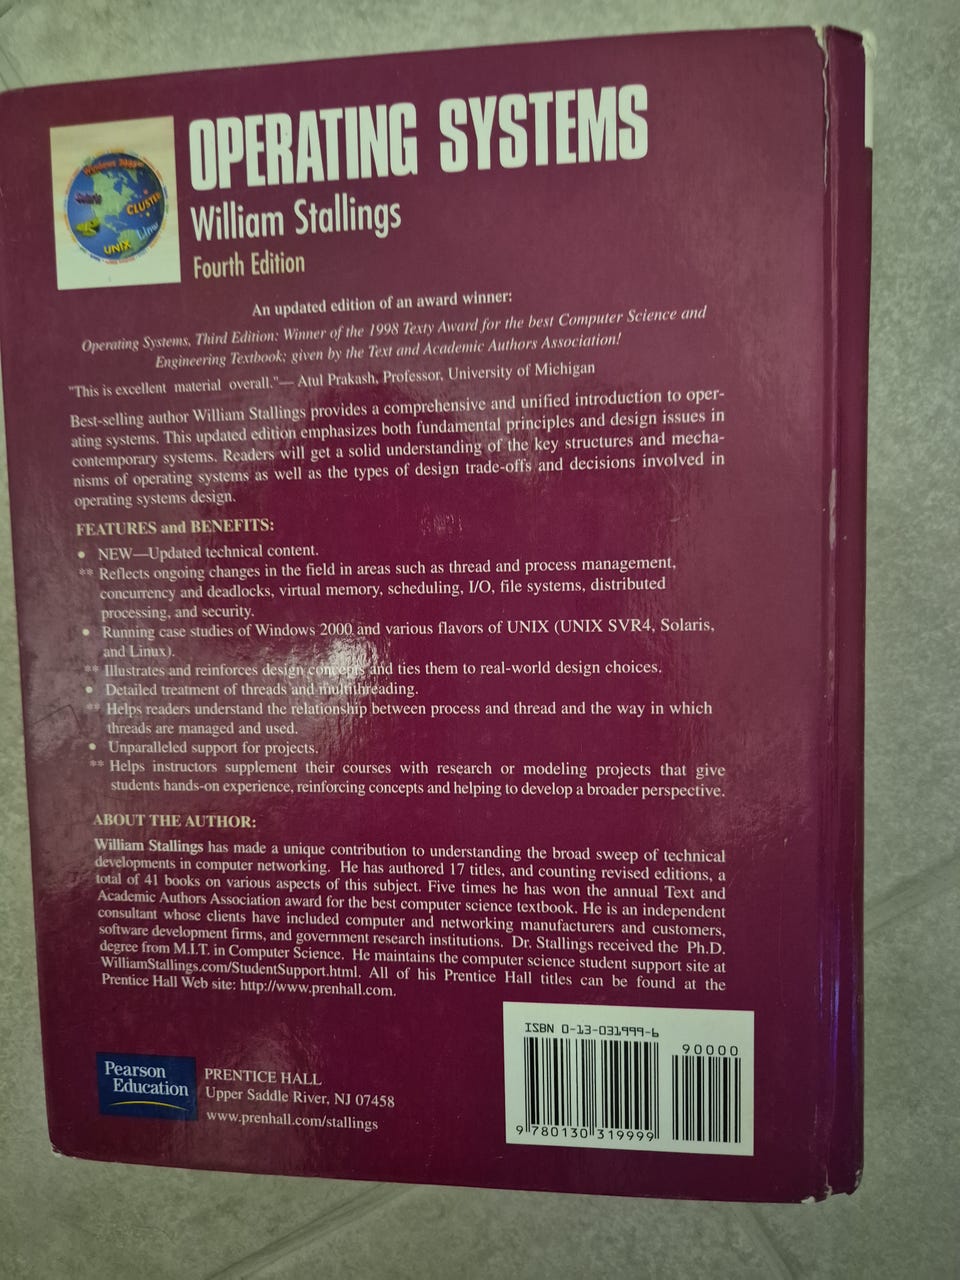 Windows 2000
Solaris
CLUSTER
Linux
UNIX
OPERATING SYSTEMS
William Stallings
Fourth Edition
An updated edition of an award winner:
Operating Systems, Third Edition: Winner of the 1998 Texty Award for the best Computer Science and
Engineering Textbook; given by the Text and Academic Authors Association!
"This is excellent material overall."— Atul Prakash, Professor, University of Michigan
Best-selling author William Stallings provides a comprehensive and unified introduction to oper-
ating systems. This updated edition emphasizes both fundamental principles and design issues in
contemporary systems. Readers will get a solid understanding of the key structures and mecha-
nisms of operating systems as well as the types of design trade-offs and decisions involved in
operating systems design.
FEATURES and BENEFITS:
• NEW—Updated technical content.
** Reflects ongoing changes in the field in areas such as thread and process management,
concurrency and deadlocks, virtual memory, scheduling, I/O, file systems, distributed
processing, and security.
• Running case studies of Windows 2000 and various flavors of UNIX (UNIX SVR4, Solaris,
and Linux).
** Illustrates and reinforces design concepts and ties them to real-world design choices.
• Detailed treatment of threads and multithreading.
** Helps readers understand the relationship between process and thread and the way in which
threads are managed and used.
• Unparalleled support for projects.
** Helps instructors supplement their courses with research or modeling projects that give
students hands-on experience, reinforcing concepts and helping to develop a broader perspective.
ABOUT THE AUTHOR:
William Stallings has made a unique contribution to understanding the broad sweep of technical
developments in computer networking. He has authored 17 titles, and counting revised editions, a
total of 41 books on various aspects of this subject. Five times he has won the annual Text and
Academic Authors Association award for the best computer science textbook. He is an independent
consultant whose clients have included computer and networking manufacturers and customers,
software development firms, and government research institutions. Dr. Stallings received the Ph.D.
degree from M.I.T. in Computer Science. He maintains the computer science student support site at
WilliamStallings.com/StudentSupport.html. All of his Prentice Hall titles can be found at the
Prentice Hall Web site: http://www.prenhall.com.
ISBN 0-13-031999-6
90000
9 780130 319999
Pearson
Education
PRENTICE HALL
Upper Saddle River, NJ 07458
www.prenhall.com/stallings